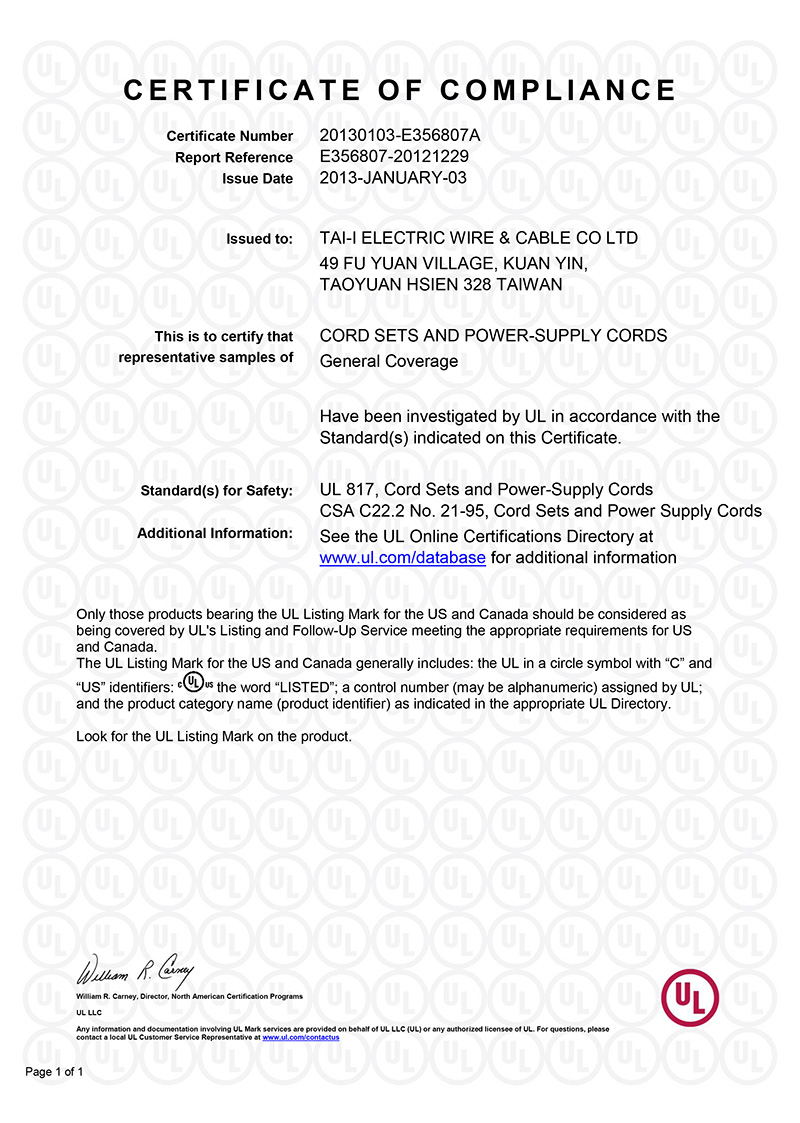 CERTIFICATE OF COMPLIANCE
Certificate Number 20130103-E356807A
Report Reference E356807-20121229
Issue Date 2013-JANUARY-03
Issued to: TAI-I ELECTRIC WIRE & CABLE CO LTD
49 FU YUAN VILLAGE, KUAN YIN,
TAOYUAN HSIEN 328 TAIWAN
This is to certify that CORD SETS AND POWER-SUPPLY CORDS
representative samples of General Coverage
Have been investigated by UL in accordance with the
Standard(s) indicated on this Certificate.
Standard(s) for Safety: UL 817, Cord Sets and Power-Supply Cords
CSA C22.2 No. 21-95, Cord Sets and Power Supply Cords
Additional Information: See the UL Online Certifications Directory at
www.ul.com/database for additional information
Only those products bearing the UL Listing Mark for the US and Canada should be considered as
being covered by UL's Listing and Follow-Up Service meeting the appropriate requirements for US
and Canada.
The UL Listing Mark for the US and Canada generally includes: the UL in a circle symbol with “C” and
“US” identifiers: C UL US the word “LISTED”; a control number (may be alphanumeric) assigned by UL;
and the product category name (product identifier) as indicated in the appropriate UL Directory.
Look for the UL Listing Mark on the product.
William R. Carney
William R. Carney, Director, North American Certification Programs
UL LLC
UL
Any information and documentation involving UL Mark services are provided on behalf of UL LLC (UL) or any authorized licensee of UL. For questions, please
contact a local UL Customer Service Representative at www.ul.com/contactus
Page 1 of 1